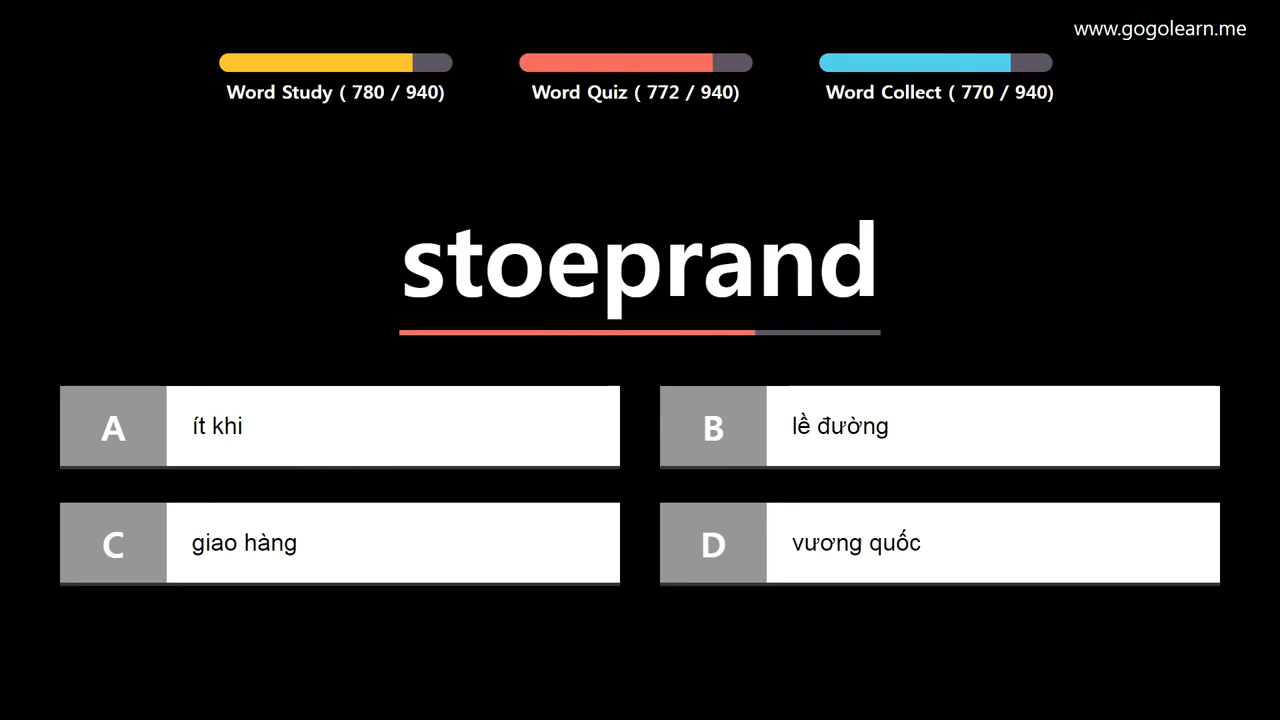 www.gogolearn.me
Word Study ( 780 / 940)
Word Quiz ( 772 / 940)
Word Collect ( 770 / 940)
stoeprand
A ít khi
B lề đường
C giao hàng
D vương quốc